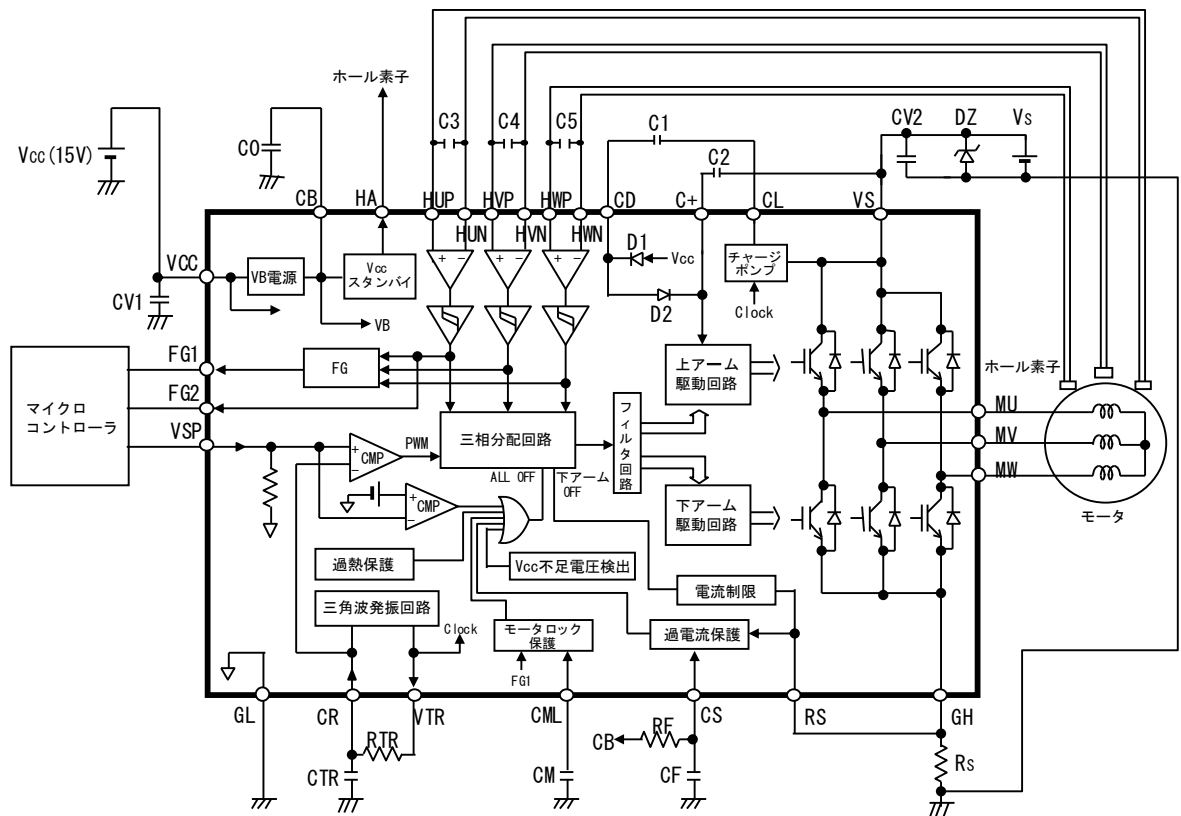 ホール素子
C3
C4
C5
C1
C2
CV2
DZ
VS
VCC(15V)
C0
CB
HA
HUP
HUN
HVP
HVN
HWP
HWN
CD
C+
CL
VS
VCC
CV1
VB電源
VCC
スタンバイ
VB
+ −
+ −
+ −
D1
VCC
D2
チャージ
ポンプ
Clock
FG1
FG
FG2
VSP
マイクロ
コントローラ
上アーム
駆動回路
ホール素子
MU
MV
MW
モータ
三相分配回路
フィルタ回路
+
−
CMP
PWM
ALL OFF
下アーム
OFF
+
−
CMP
下アーム
駆動回路
過熱保護
Vcc不足電圧検出
電流制限
三角波発振回路
Clock
モータロック
保護
FG1
過電流保護
GL
CR
VTR
CML
CS
RS
GH
RTR
CTR
CM
CB
RF
CF
RS